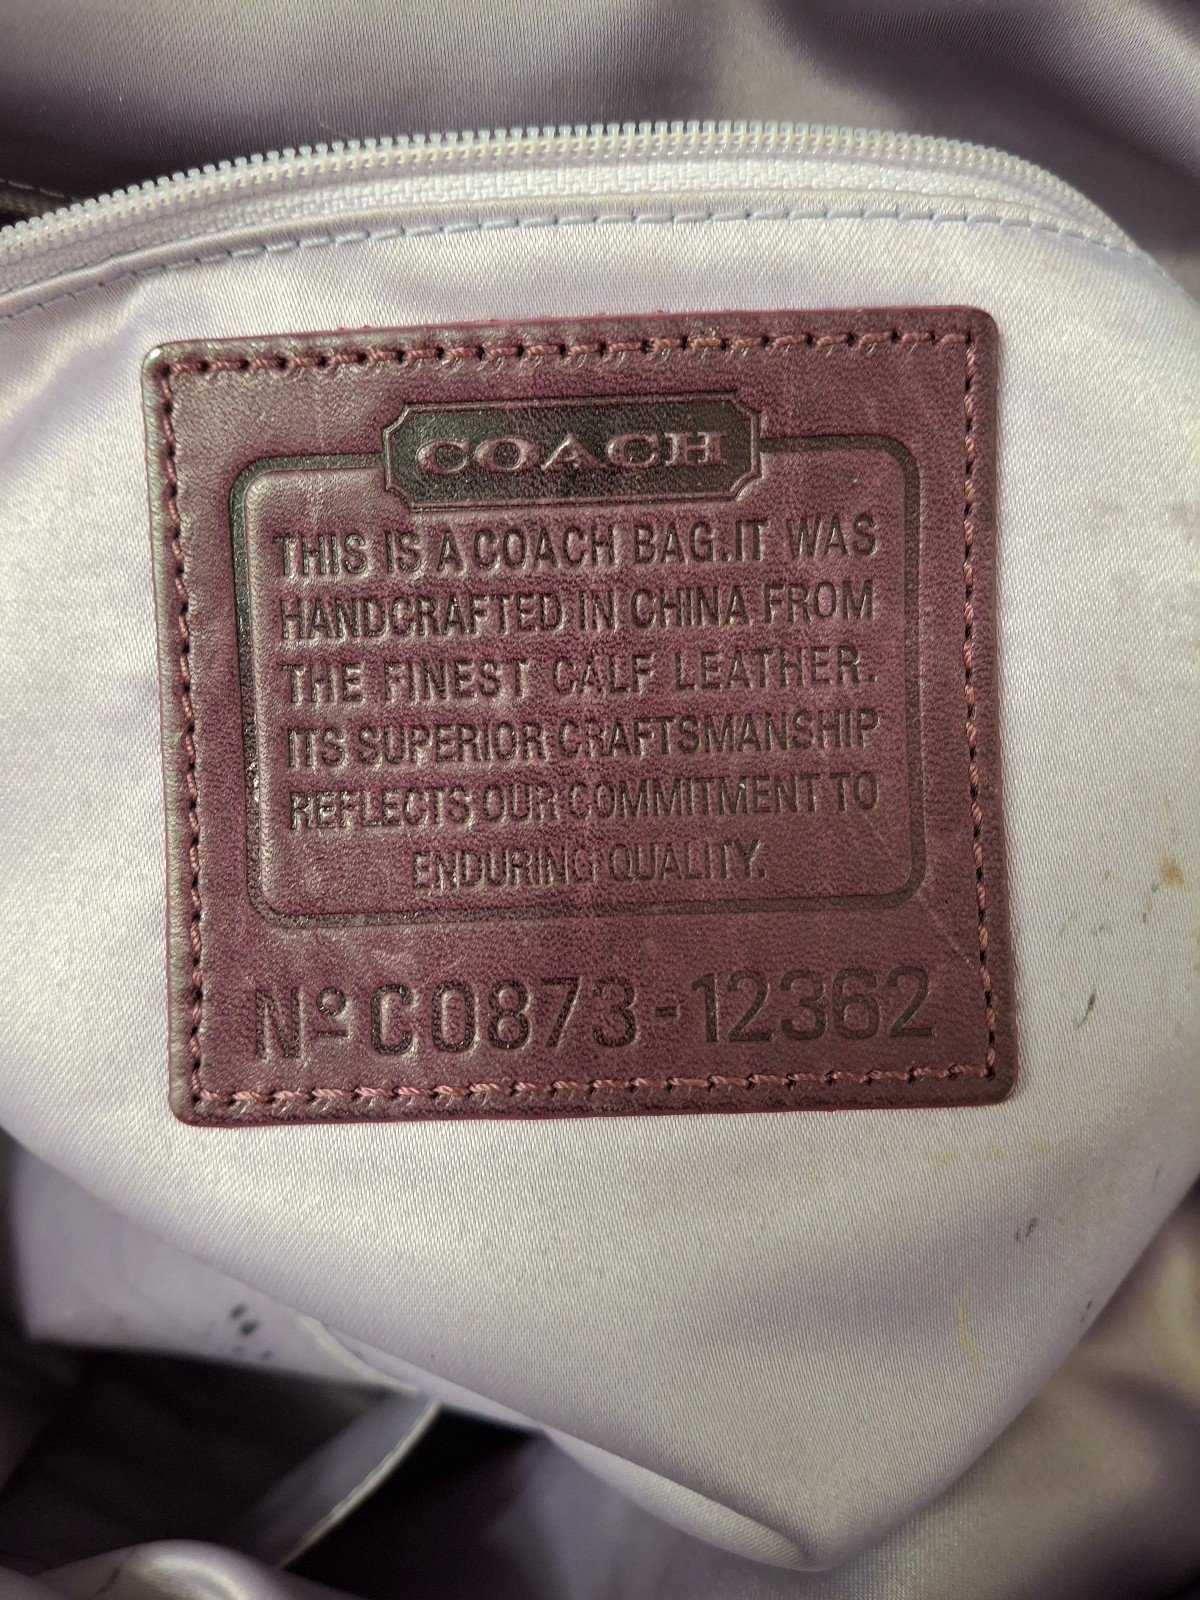 COACH
THIS IS A COACH BAG.IT WAS
HANDCRAFTED IN CHINA FROM
THE FINEST CALF LEATHER.
ITS SUPERIOR CRAFTSMANSHIP
REFLECTS OUR COMMITMENT TO
ENDURING QUALITY.
Nº C0873-12362